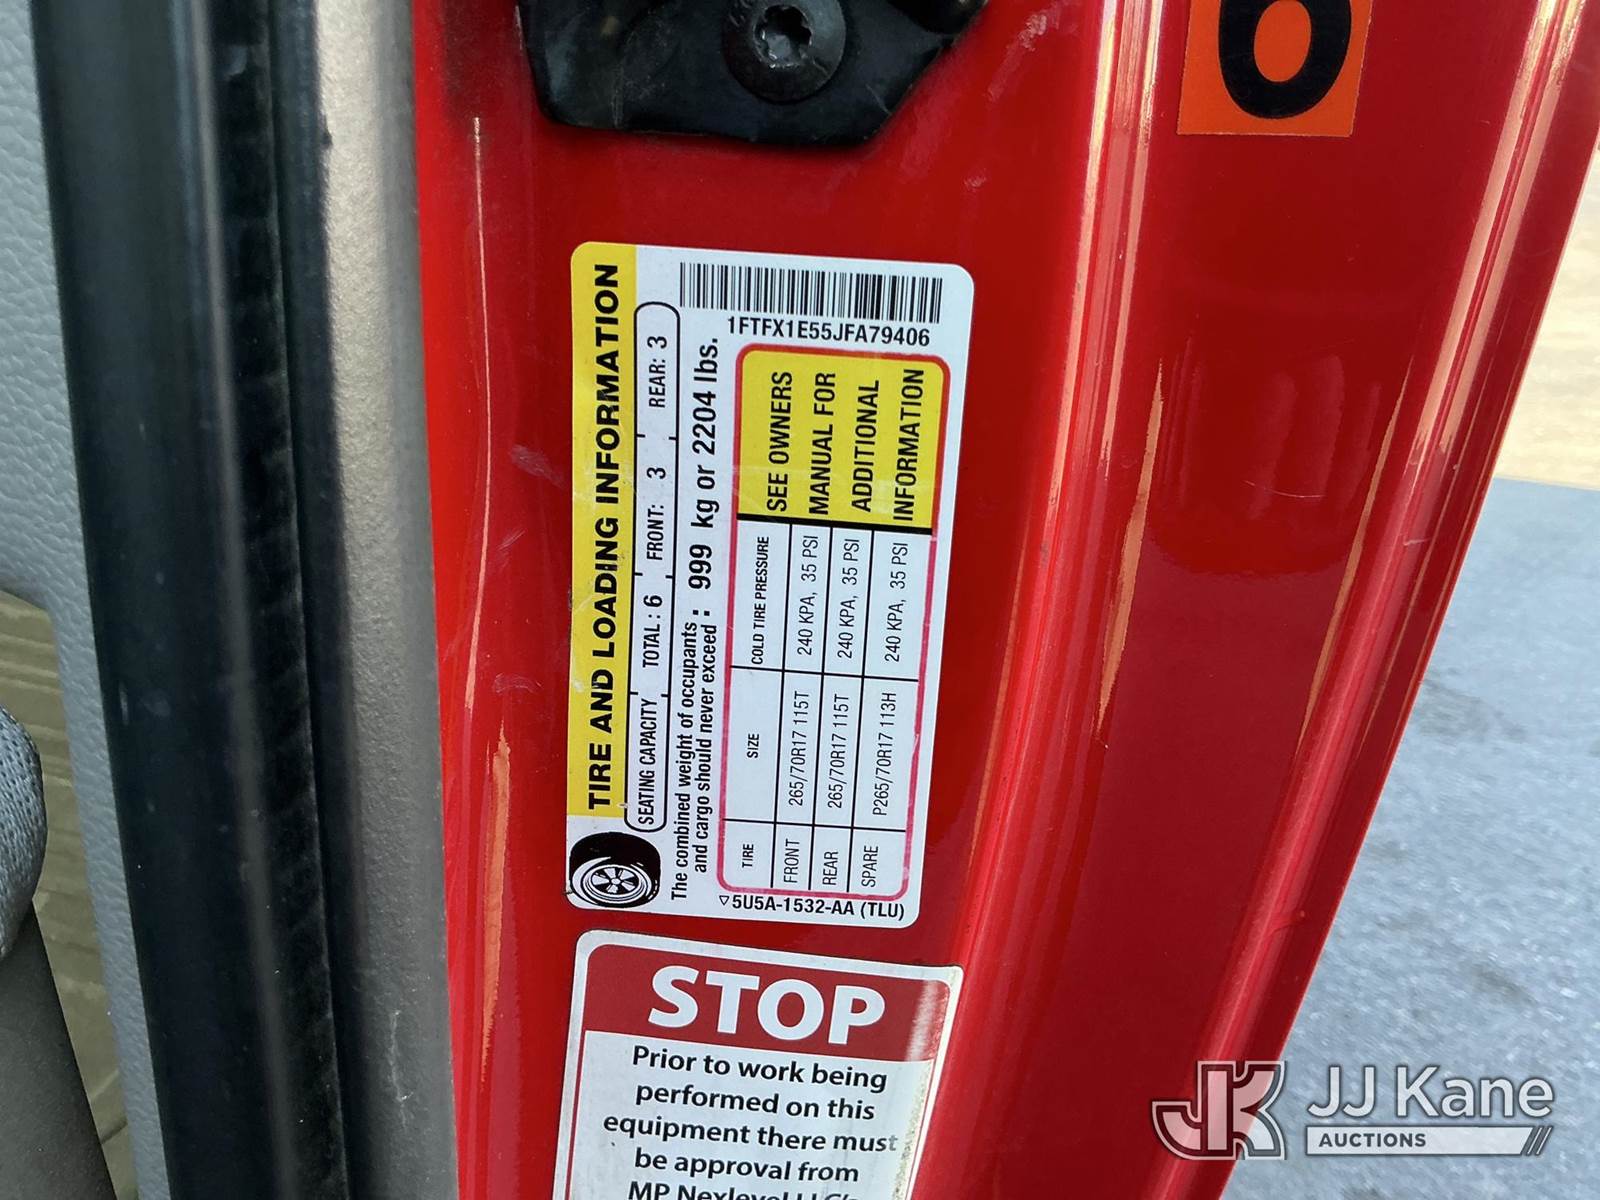 6
TIRE AND LOADING INFORMATION
SEATING CAPACITY TOTAL: 6 FRONT: 3 REAR: 3
The combined weight of occupants and cargo should never exceed : 999 kg or 2204 lbs.
1FTFX1E55JFA79406
TIRE SIZE COLD TIRE PRESSURE
FRONT 265/70R17 115T 240 KPA, 35 PSI
REAR 265/70R17 115T 240 KPA, 35 PSI
SPARE P265/70R17 113H 240 KPA, 35 PSI
SEE OWNERS
MANUAL FOR
ADDITIONAL
INFORMATION
5U5A-1532-AA (TLU)
STOP
Prior to work being
performed on this
equipment there must
be approval from
MP Nexlevel LLC's
JK JJ Kane
AUCTIONS